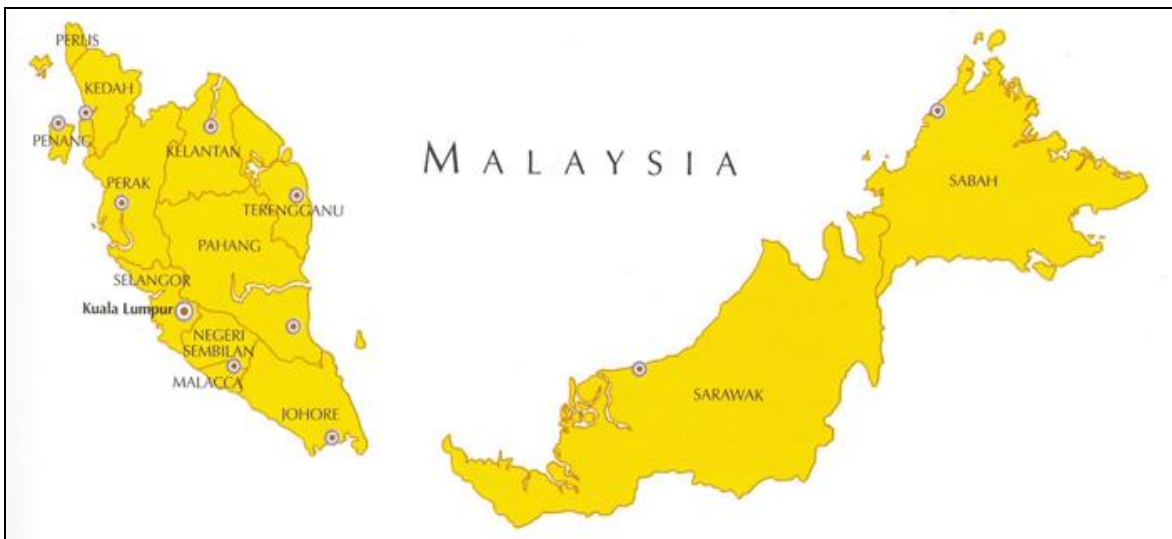 PERLIS
KEDAH
PENANG
KELANTAN
MALAYSIA
PERAK
SABAH
TERENGGANU
PAHANG
SELANGOR
Kuala Lumpur
NEGERI
SEMBILAN
MALACCA
SARAWAK
JOHORE